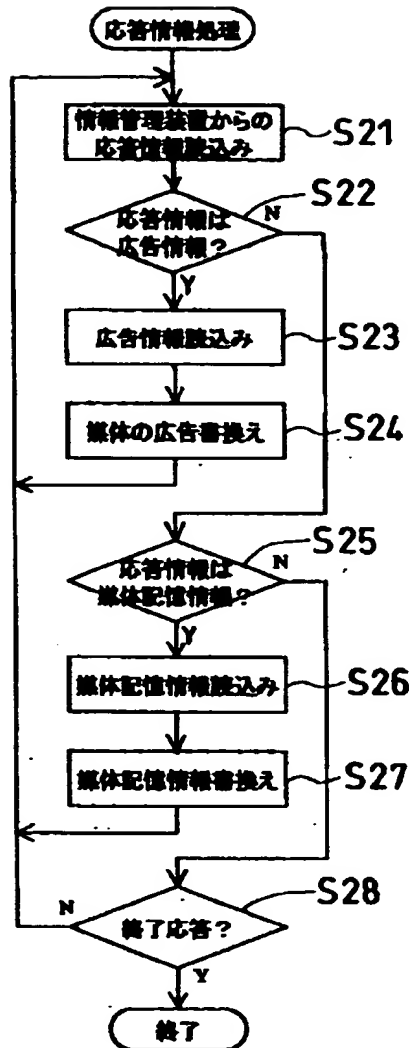 応答情報処理
情報管理装置からの
応答情報読込み
S21
S22
応答情報は
広告情報?
N
Y
広告情報読込み
S23
媒体の広告書換え
S24
S25
応答情報は
媒体記憶情報?
N
Y
媒体記憶情報読込み
S26
媒体記憶情報書換え
S27
S28
終了応答?
N
Y
終了